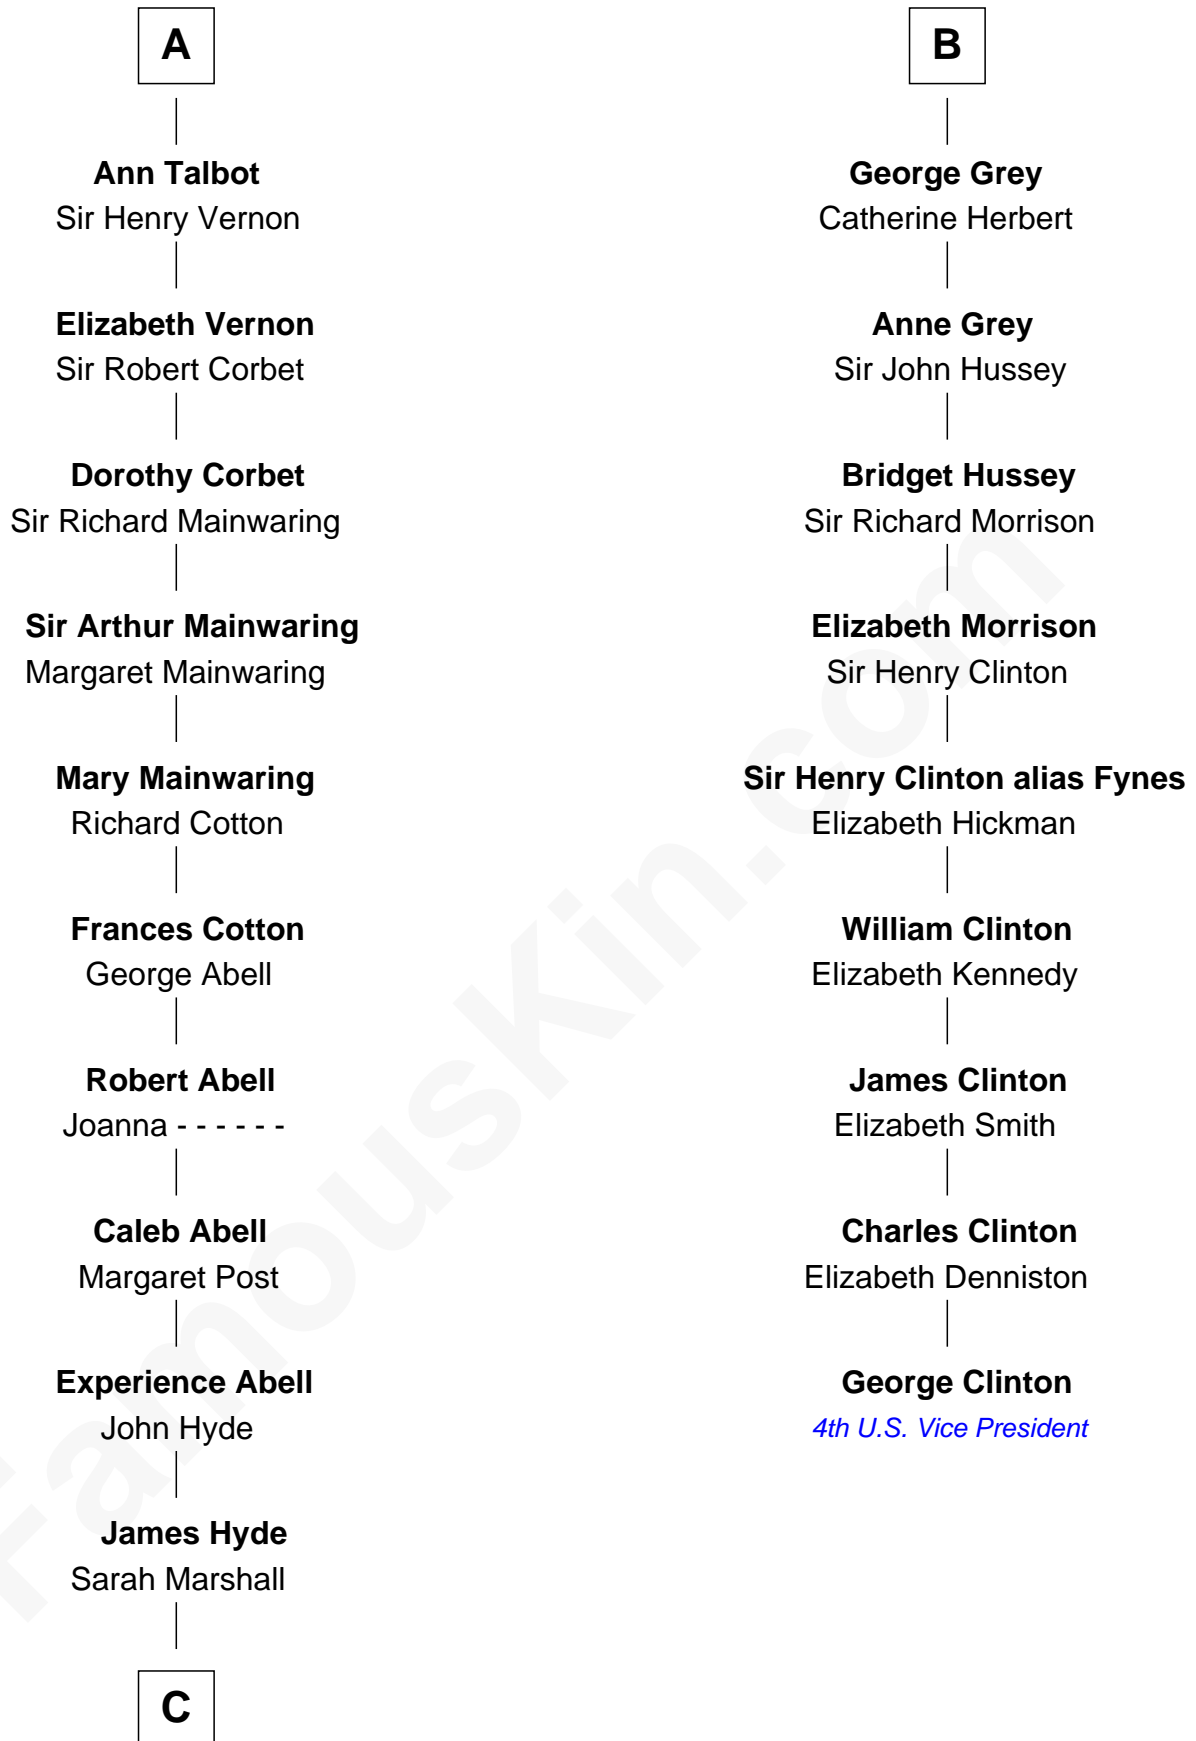 A
Ann Talbot
Sir Henry Vernon
Elizabeth Vernon
Sir Robert Corbet
Dorothy Corbet
Sir Richard Mainwaring
Sir Arthur Mainwaring
Margaret Mainwaring
Mary Mainwaring
Richard Cotton
Frances Cotton
George Abell
Robert Abell
Joanna - - - - - -
Caleb Abell
Margaret Post
Experience Abell
John Hyde
James Hyde
Sarah Marshall
C
B
George Grey
Catherine Herbert
Anne Grey
Sir John Hussey
Bridget Hussey
Sir Richard Morrison
Elizabeth Morrison
Sir Henry Clinton
Sir Henry Clinton alias Fynes
Elizabeth Hickman
William Clinton
Elizabeth Kennedy
James Clinton
Elizabeth Smith
Charles Clinton
Elizabeth Denniston
George Clinton
4th U.S. Vice President
FamousKin.com